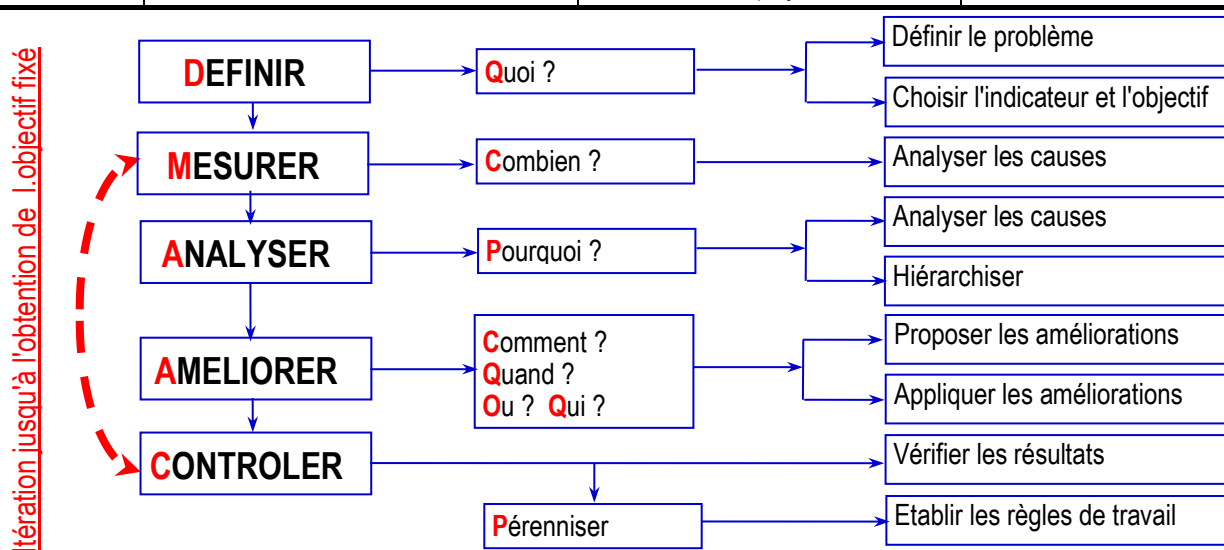 Itération jusqu'à l'obtention de l.objectif fixé
DEFINIR
Quoi ?
Définir le problème
Choisir l'indicateur et l'objectif
MESURER
Combien ?
Analyser les causes
ANALYSER
Pourquoi ?
Analyser les causes
Hiérarchiser
AMELIORER
Comment ?
Quand ?
Ou ? Qui ?
Proposer les améliorations
Appliquer les améliorations
CONTROLER
Vérifier les résultats
Pérenniser
Etablir les règles de travail